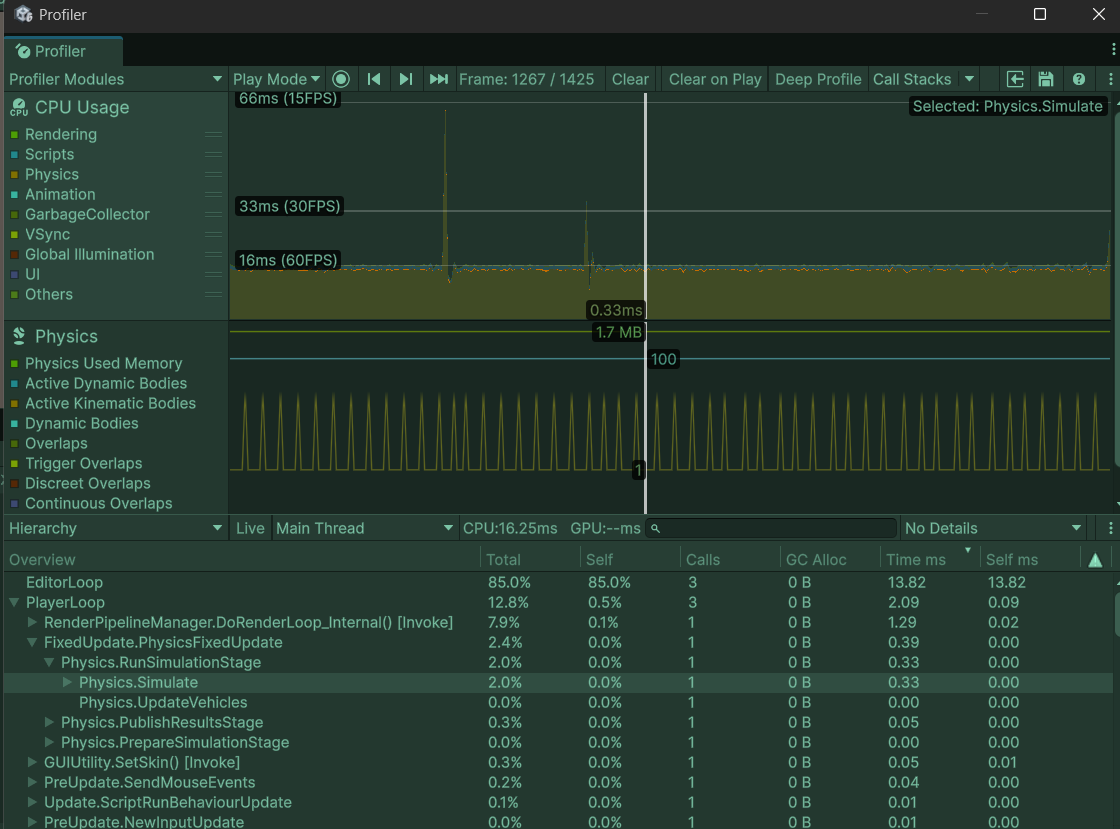 Profiler
Profiler
Profiler Modules Play Mode Frame: 1267 / 1425 Clear Clear on Play Deep Profile Call Stacks
CPU Usage
Rendering
Scripts
Physics
Animation
GarbageCollector
VSync
Global Illumination
UI
Others
66ms (15FPS)
Selected: Physics.Simulate
33ms (30FPS)
16ms (60FPS)
0.33ms
Physics
Physics Used Memory
Active Dynamic Bodies
Active Kinematic Bodies
Dynamic Bodies
Overlaps
Trigger Overlaps
Discreet Overlaps
Continuous Overlaps
1.7 MB
100
1
Hierarchy Live Main Thread CPU:16.25ms GPU:--ms No Details
Overview Total Self Calls GC Alloc Time ms Self ms
EditorLoop 85.0% 85.0% 3 0 B 13.82 13.82
PlayerLoop 12.8% 0.5% 3 0 B 2.09 0.09
RenderPipelineManager.DoRenderLoop_Internal() [Invoke] 7.9% 0.1% 1 0 B 1.29 0.02
FixedUpdate.PhysicsFixedUpdate 2.4% 0.0% 1 0 B 0.39 0.00
Physics.RunSimulationStage 2.0% 0.0% 1 0 B 0.33 0.00
Physics.Simulate 2.0% 0.0% 1 0 B 0.33 0.00
Physics.UpdateVehicles 0.0% 0.0% 1 0 B 0.00 0.00
Physics.PublishResultsStage 0.3% 0.0% 1 0 B 0.05 0.00
Physics.PrepareSimulationStage 0.0% 0.0% 1 0 B 0.00 0.00
GUIUtility.SetSkin() [Invoke] 0.3% 0.0% 1 0 B 0.05 0.01
PreUpdate.SendMouseEvents 0.2% 0.0% 1 0 B 0.04 0.00
Update.ScriptRunBehaviourUpdate 0.1% 0.0% 1 0 B 0.01 0.00
PreUpdate.NewInputUpdate 0.0% 0.0% 1 0 B 0.01 0.00